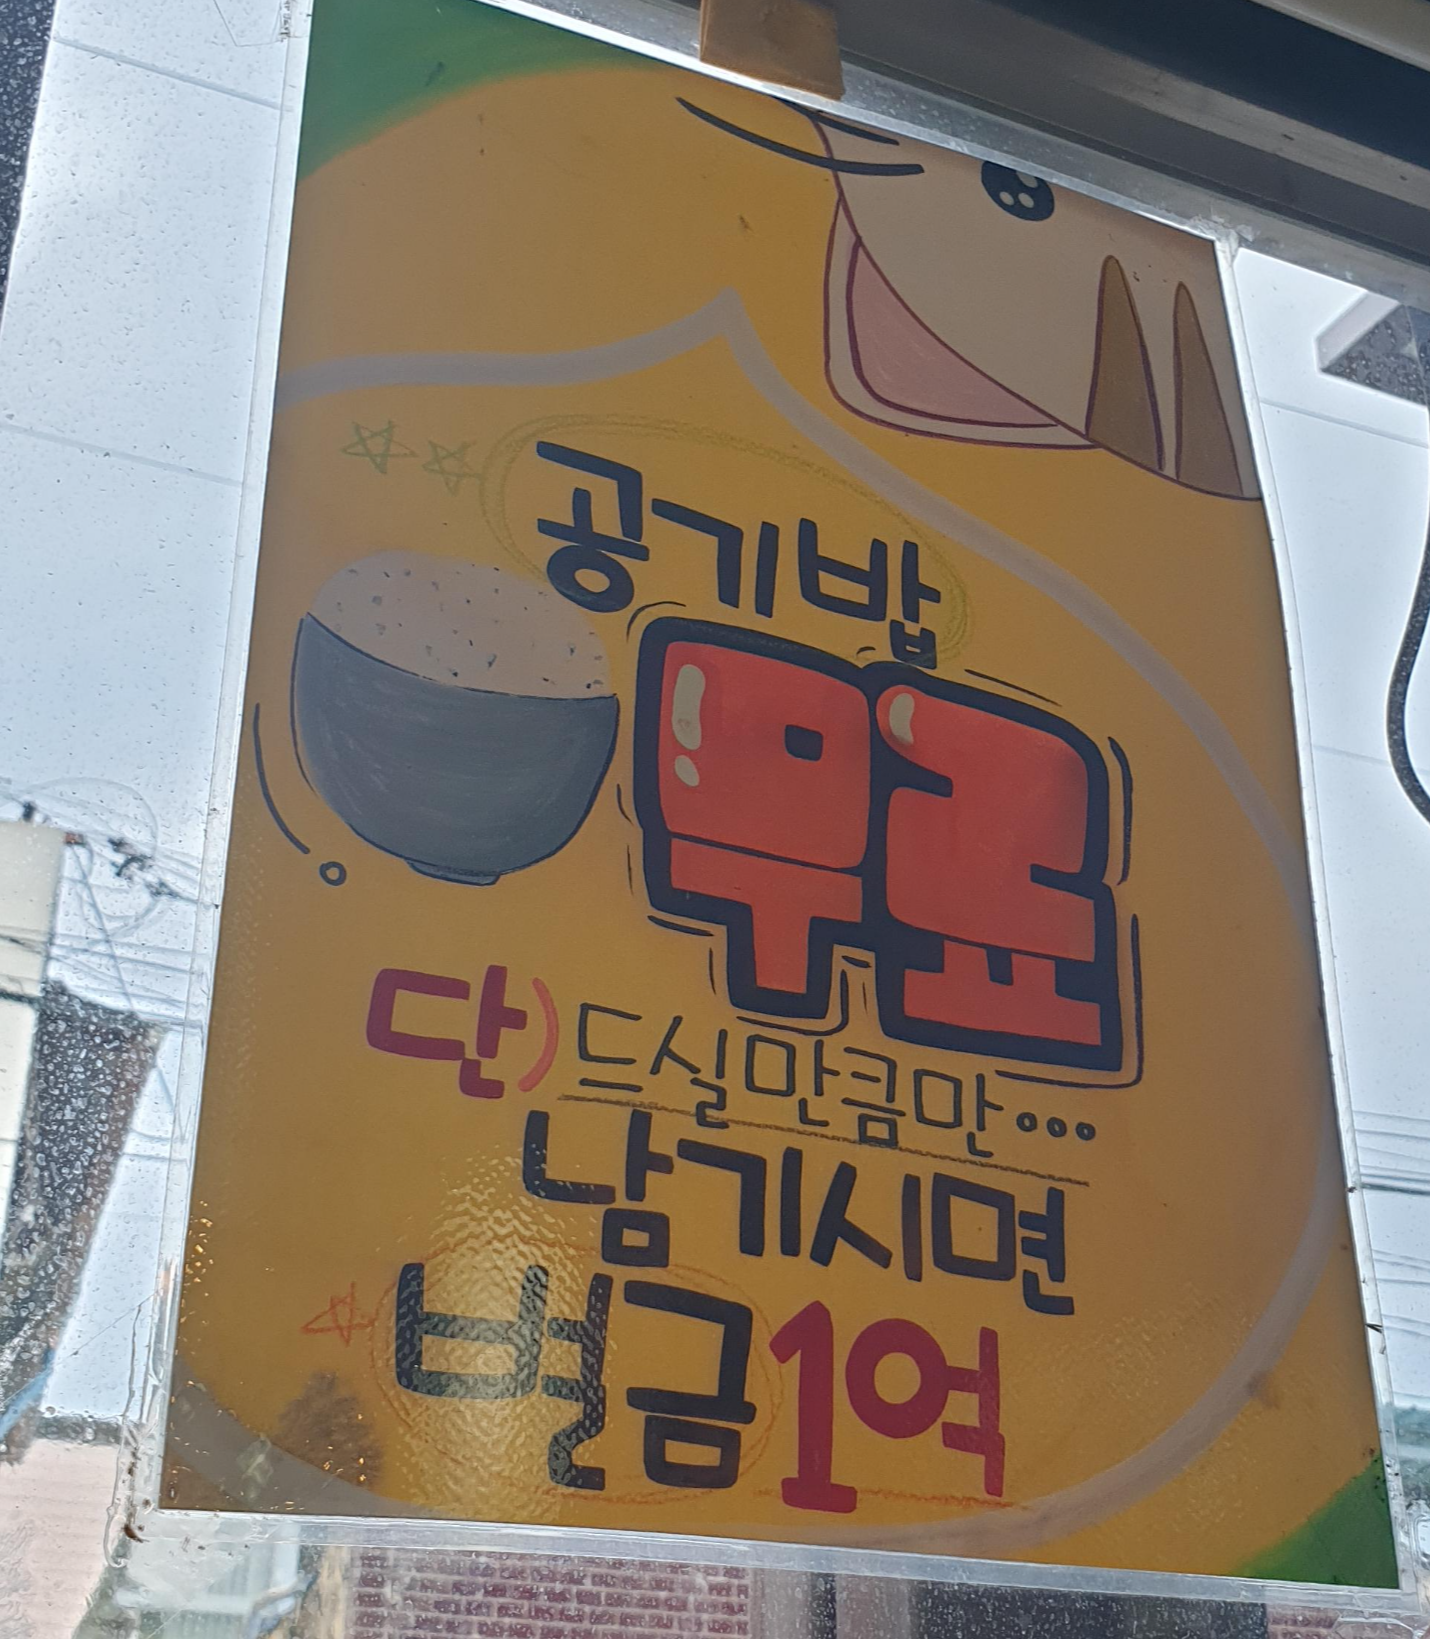 공기밥
무료
단) 드실만큼만...
남기시면
벌금 1억